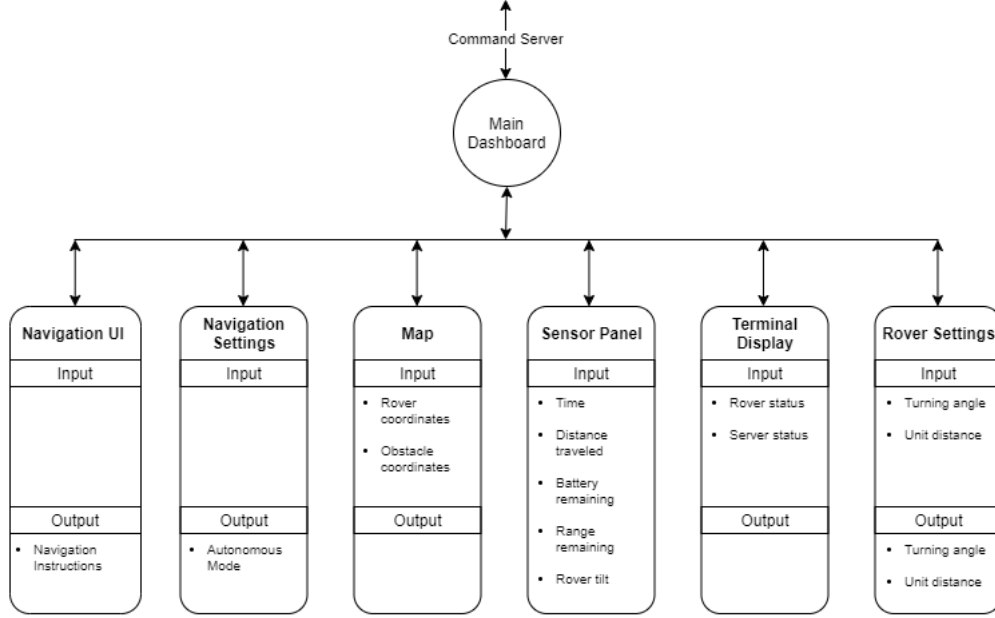 Command Server
Main
Dashboard
Navigation UI
Input
Output
• Navigation
Instructions
Navigation
Settings
Input
Output
• Autonomous
Mode
Map
Input
• Rover
coordinates
• Obstacle
coordinates
Output
Sensor Panel
Input
• Time
• Distance
traveled
• Battery
remaining
• Range
remaining
• Rover tilt
Terminal
Display
Input
• Rover status
• Server status
Output
Rover Settings
Input
• Turning angle
• Unit distance
Output
• Turning angle
• Unit distance